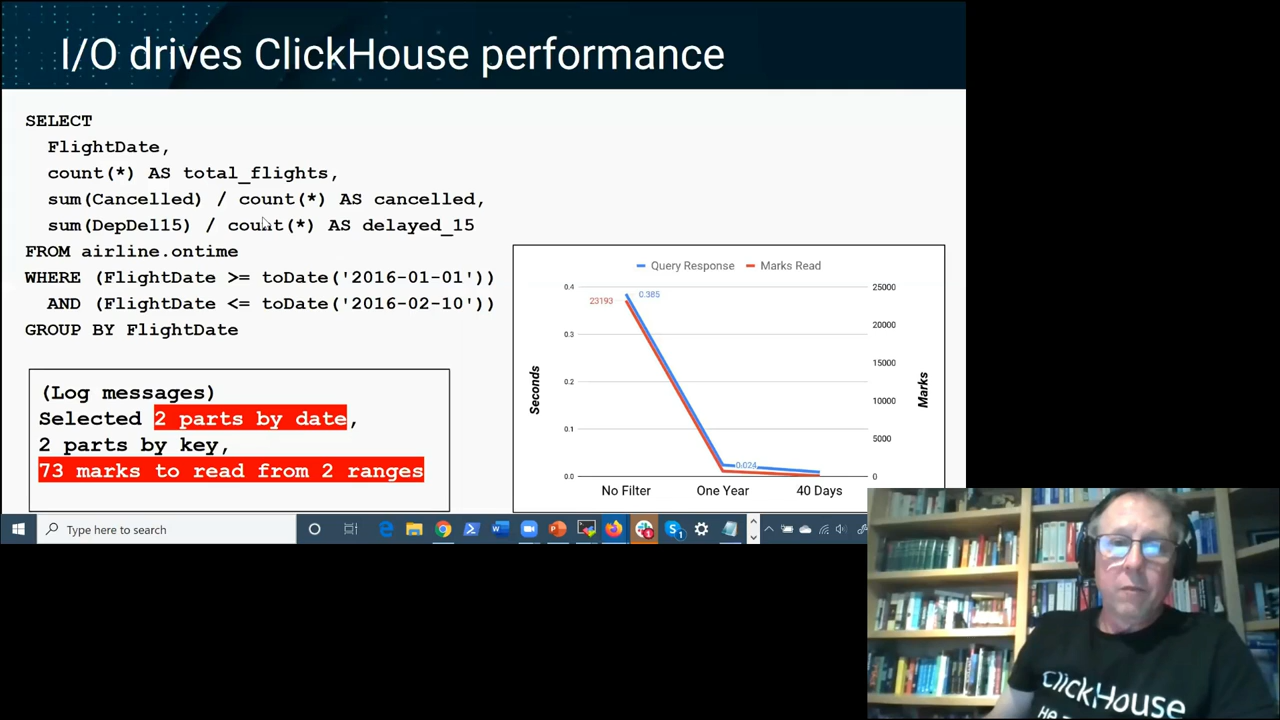 I/O drives ClickHouse performance
SELECT
FlightDate,
count(*) AS total_flights,
sum(Cancelled) / count(*) AS cancelled,
sum(DepDel15) / count(*) AS delayed_15
FROM airline.ontime
WHERE (FlightDate >= toDate('2016-01-01'))
AND (FlightDate <= toDate('2016-02-10'))
GROUP BY FlightDate
(Log messages)
Selected 2 parts by date,
2 parts by key,
73 marks to read from 2 ranges
Query Response Marks Read
0.4 23193 0.385 25000
20000
0.3
15000
0.2
10000
0.1
5000
0.024
0.0 0
Seconds
Marks
No Filter One Year 40 Days
Type here to search
ClickHouse